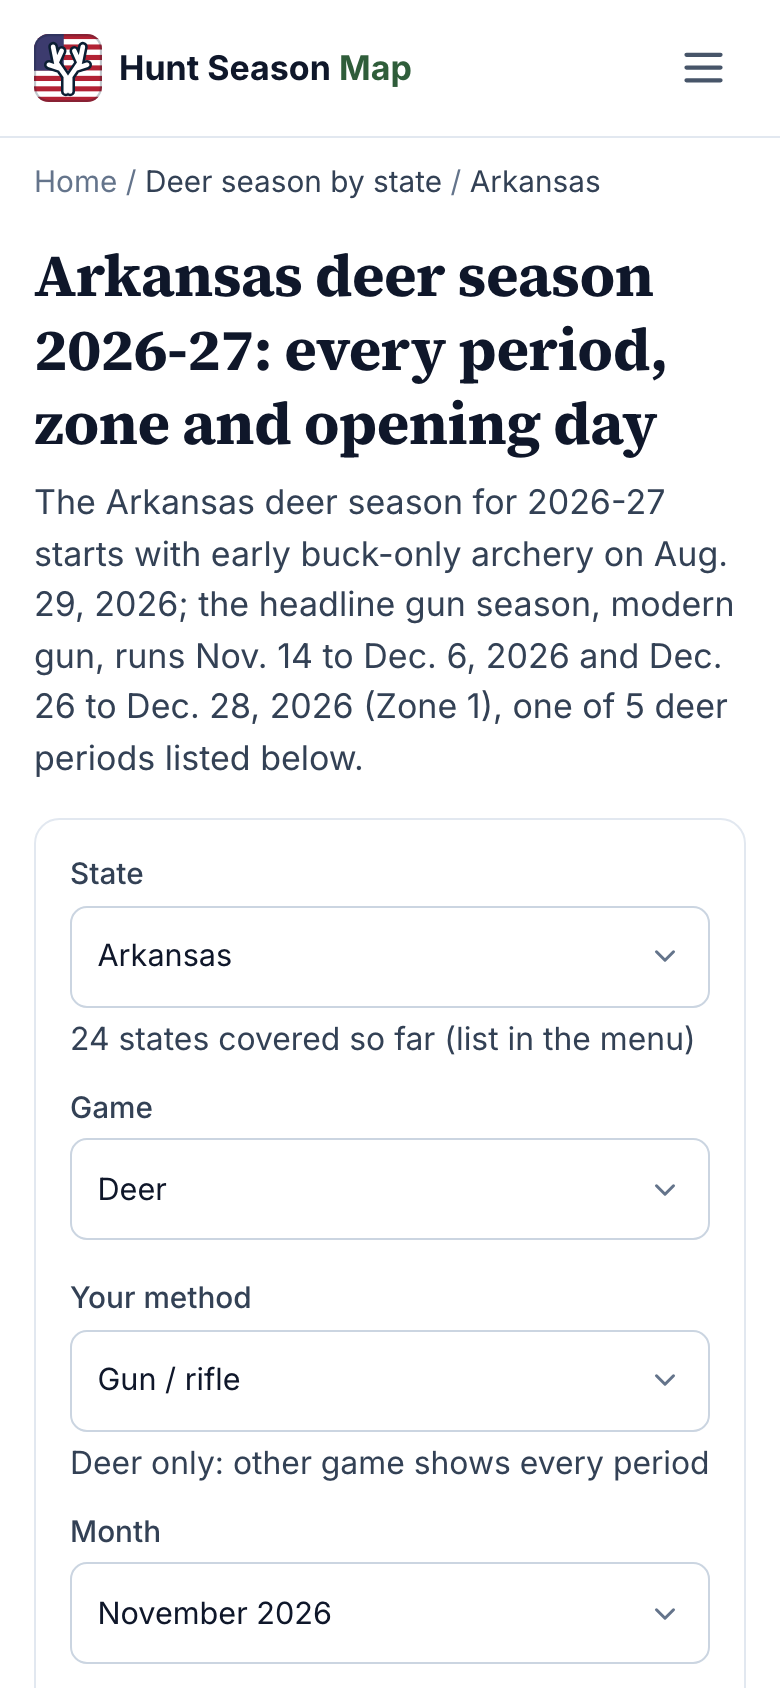 Hunt Season Map
Home / Deer season by state / Arkansas
Arkansas deer season
2026-27: every period,
zone and opening day
The Arkansas deer season for 2026-27
starts with early buck-only archery on Aug.
29, 2026; the headline gun season, modern
gun, runs Nov. 14 to Dec. 6, 2026 and Dec.
26 to Dec. 28, 2026 (Zone 1), one of 5 deer
periods listed below.
State
Arkansas
24 states covered so far (list in the menu)
Game
Deer
Your method
Gun / rifle
Deer only: other game shows every period
Month
November 2026